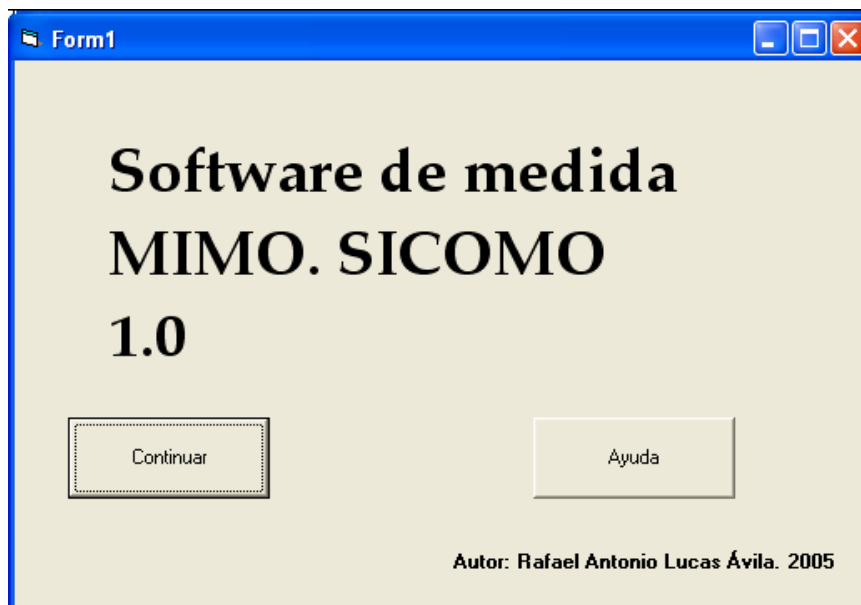 Form1
Software de medida
MIMO. SICOMO
1.0
Continuar
Ayuda
Autor: Rafael Antonio Lucas Ávila. 2005